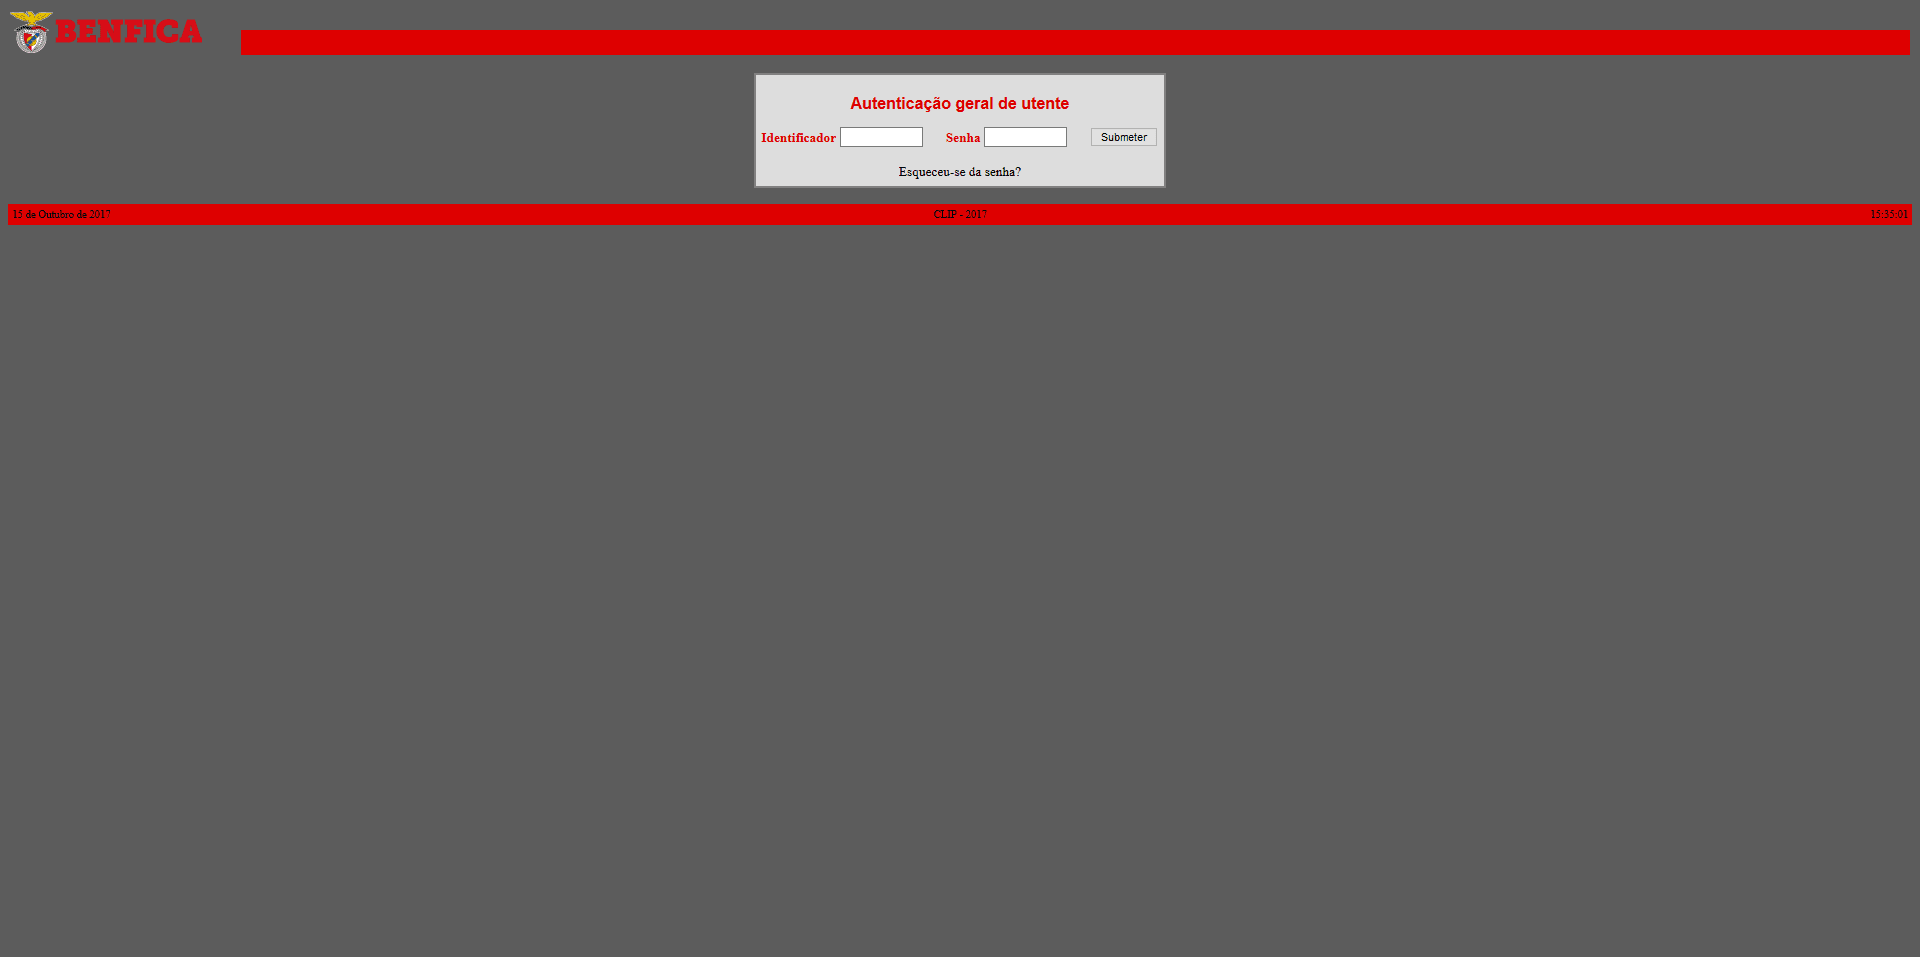 BENFICA
Autenticação geral de utente
Identificador Senha Submeter
Esqueceu-se da senha?
15 de Outubro de 2017 CLIP - 2017 15:35:01